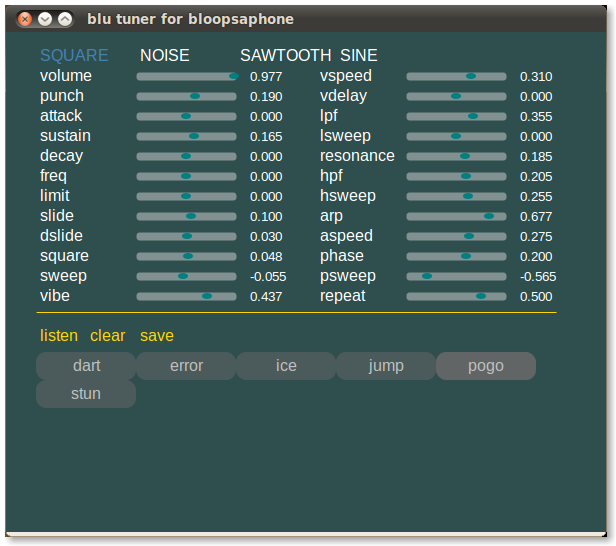 blu tuner for bloopsaphone
SQUARE NOISE SAWTOOTH SINE
volume 0.977 vspeed 0.310
punch 0.190 vdelay 0.000
attack 0.000 lpf 0.355
sustain 0.165 lsweep 0.000
decay 0.000 resonance 0.185
freq 0.000 hpf 0.205
limit 0.000 hsweep 0.255
slide 0.100 arp 0.677
dslide 0.030 aspeed 0.275
square 0.048 phase 0.200
sweep -0.055 psweep -0.565
vibe 0.437 repeat 0.500
listen clear save
dart error ice jump pogo
stun